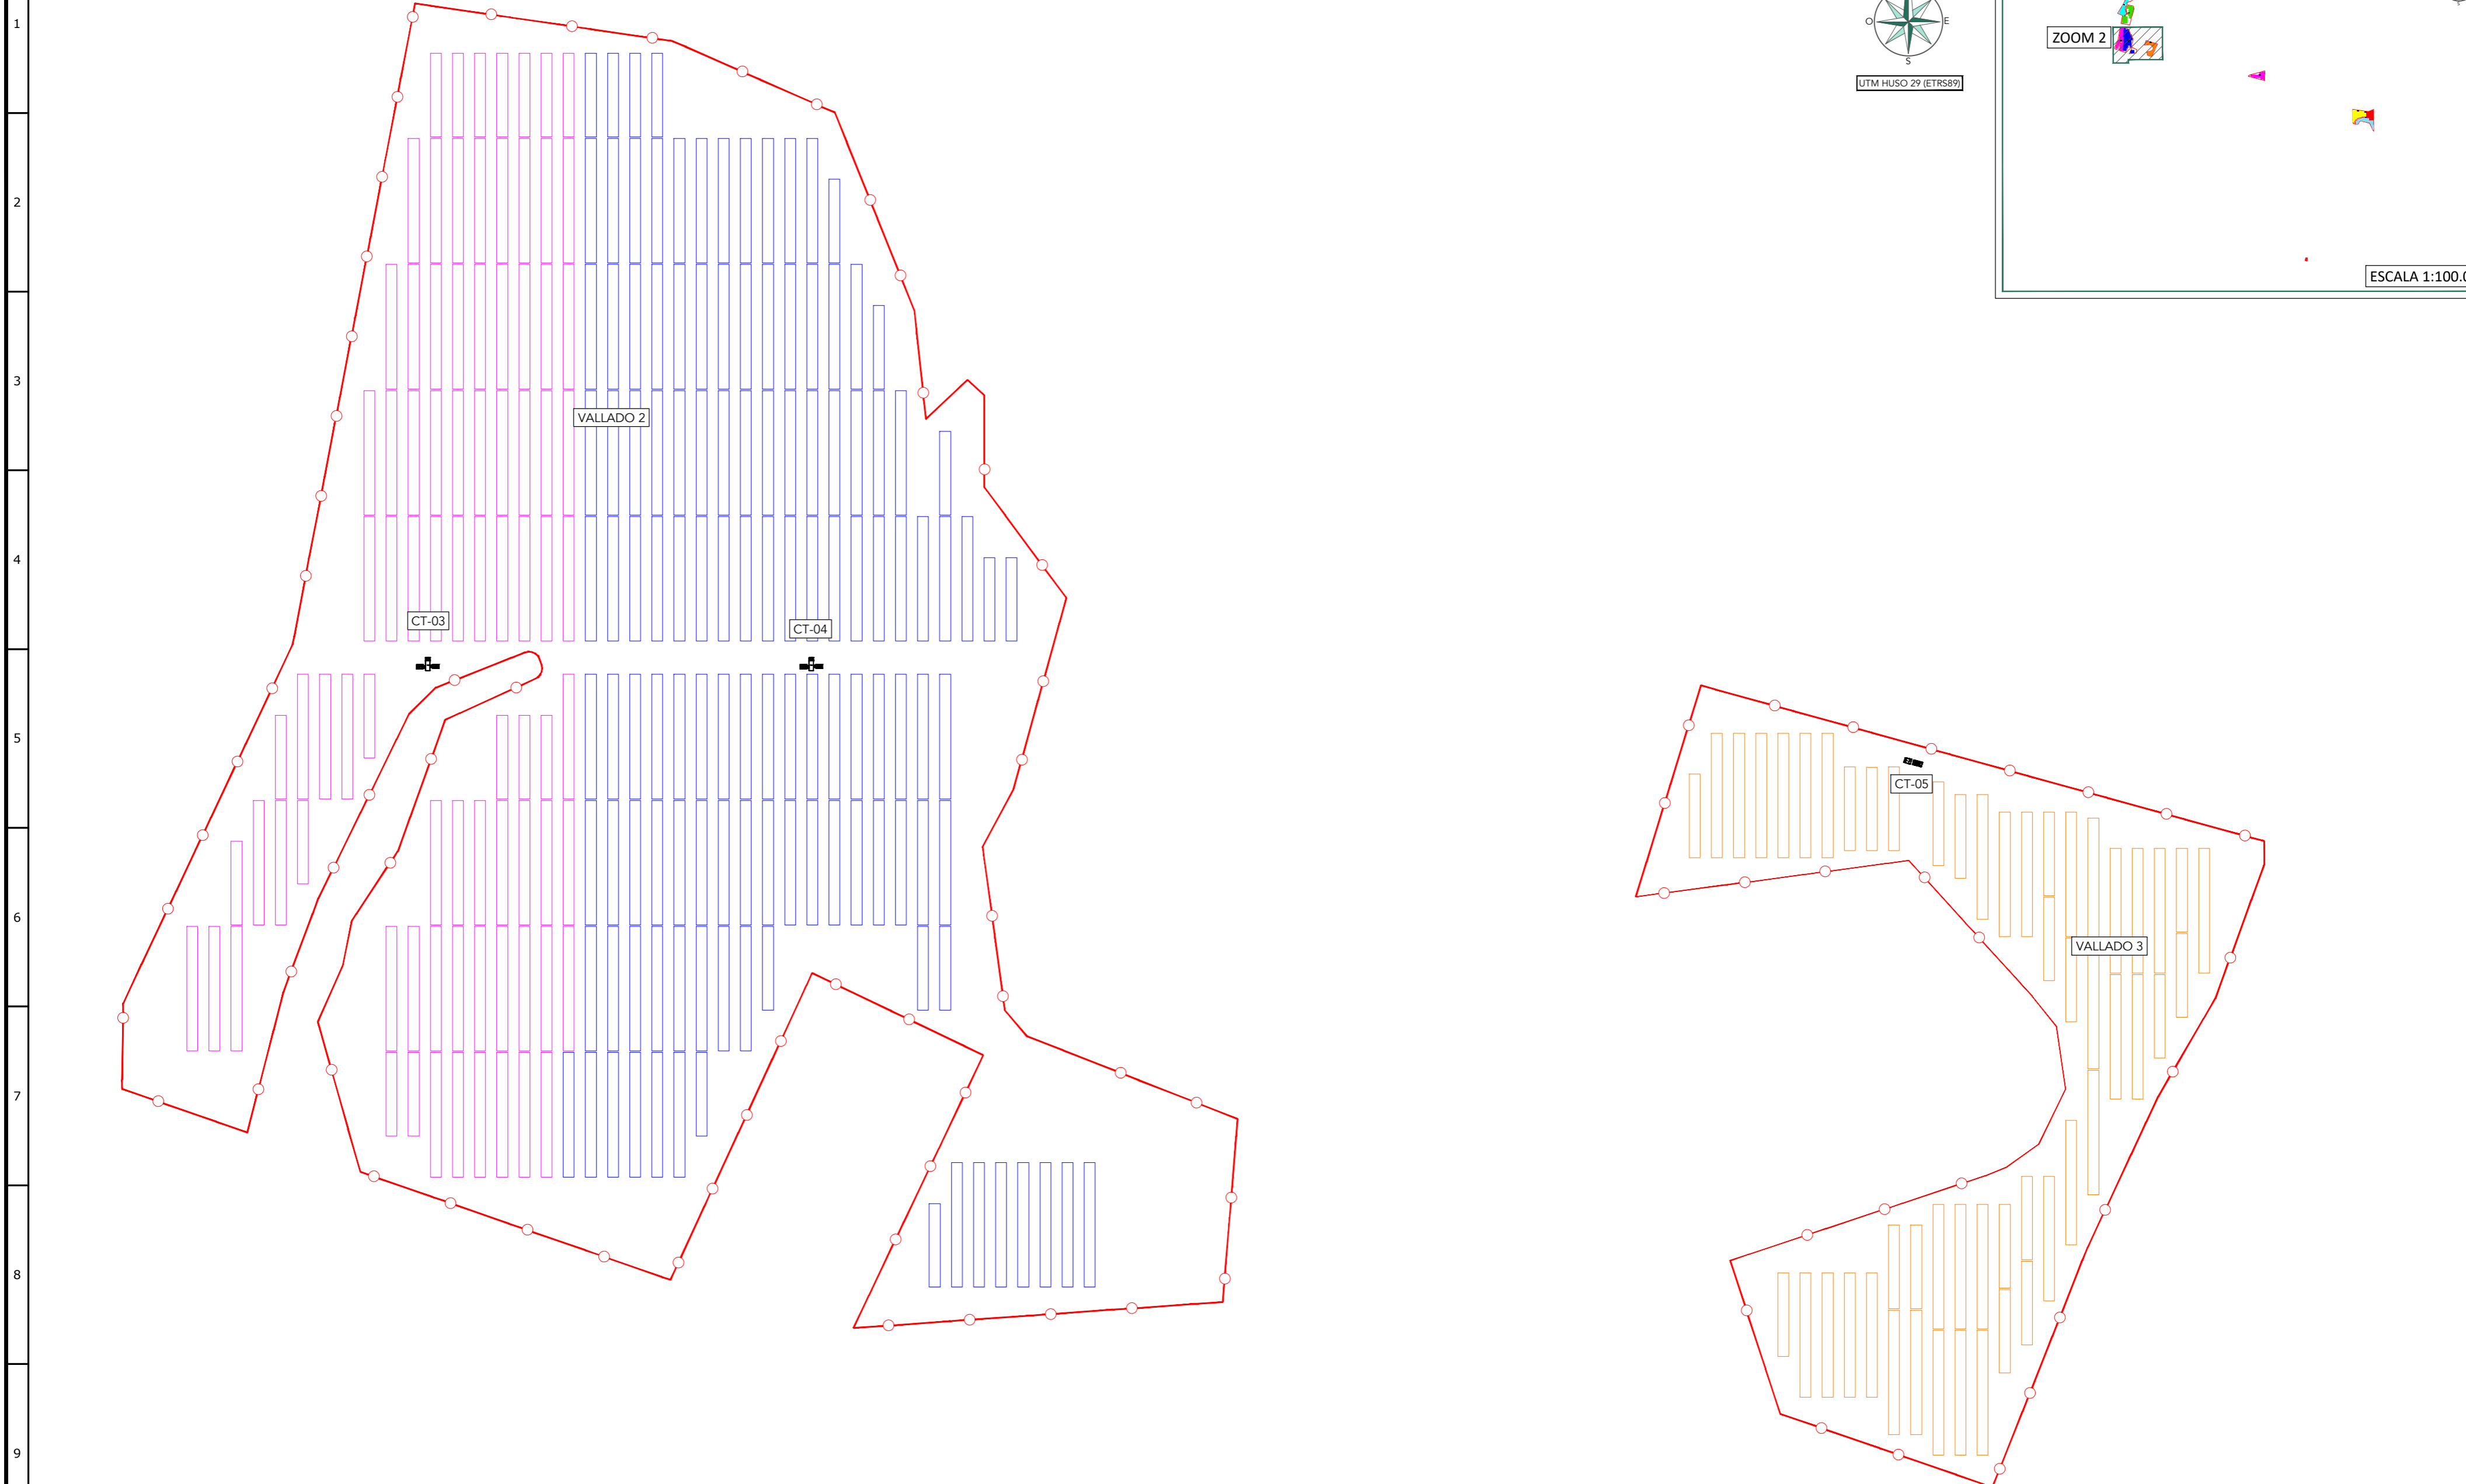 1
2
3
4
5
6
7
8
9
O
E
S
UTM HUSO 29 (ETRS89)
ZOOM 2
ESCALA 1:100.0
VALLADO 2
CT-03
CT-04
CT-05
VALLADO 3